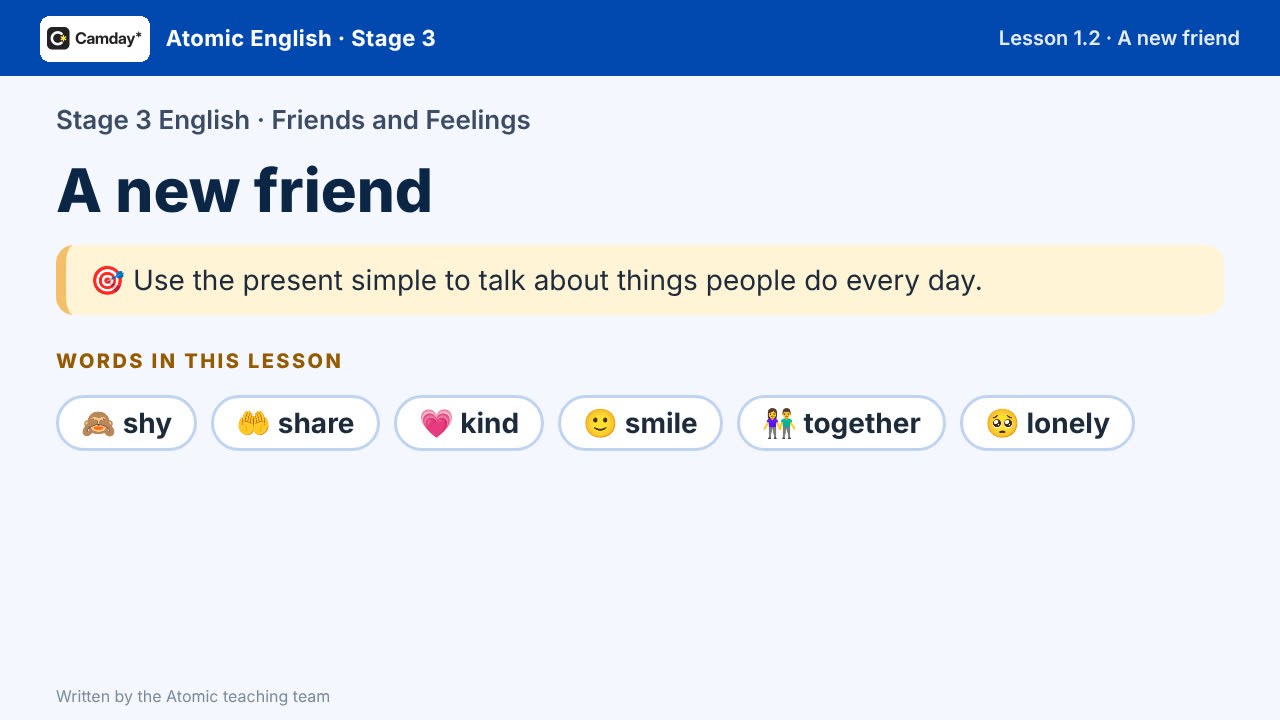 Camday*
Atomic English · Stage 3
Lesson 1.2 · A new friend
Stage 3 English · Friends and Feelings
A new friend
🎯 Use the present simple to talk about things people do every day.
WORDS IN THIS LESSON
🙈 shy 🤲 share 💗 kind 🙂 smile 👫 together 🥺 lonely
Written by the Atomic teaching team